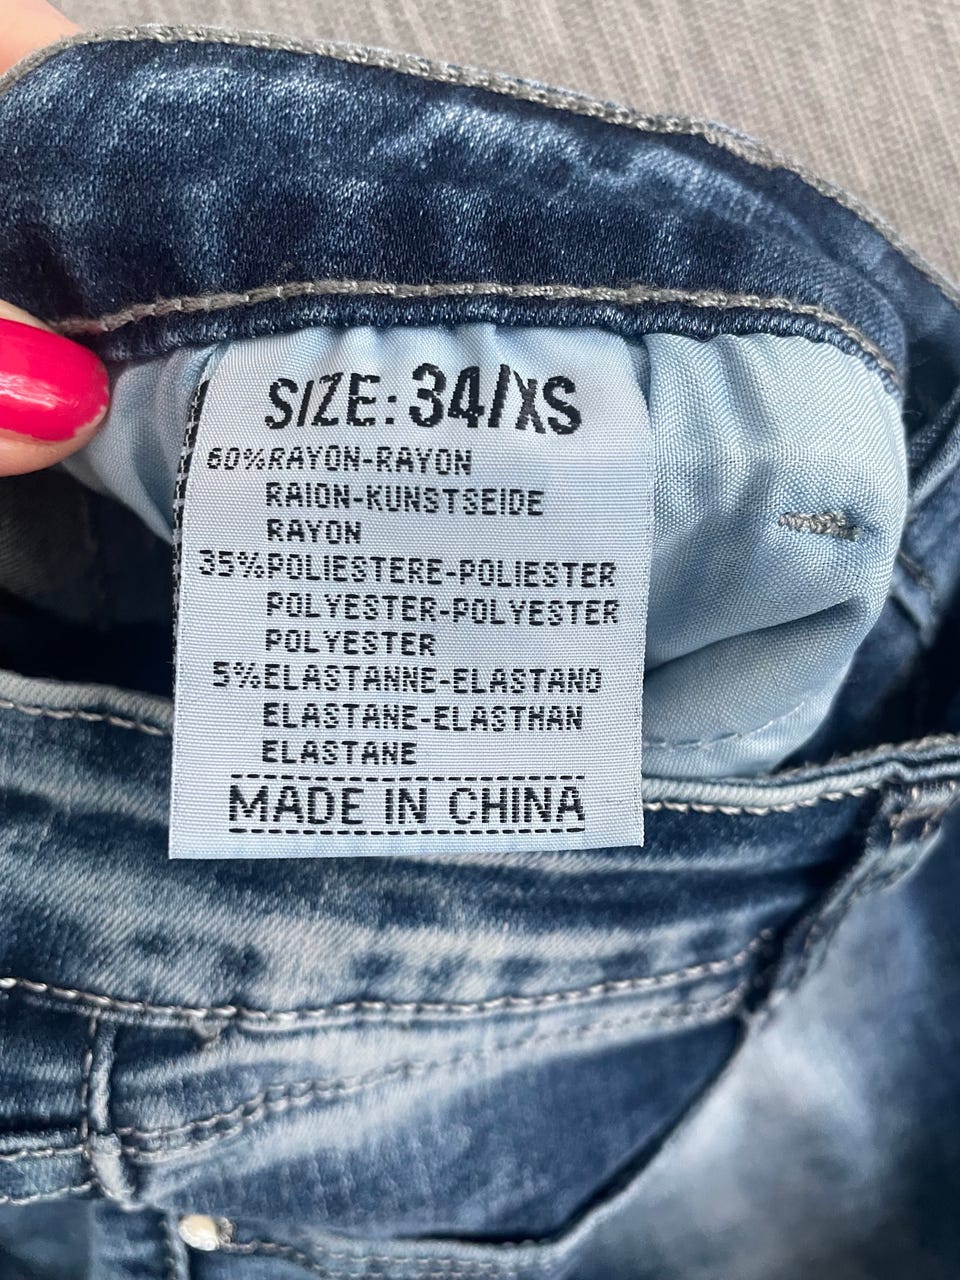 SIZE: 34/XS
60%RAYON-RAYON
RAION-KUNSTSEIDE
RAYON
35%POLIESTERE-POLIESTER
POLYESTER-POLYESTER
POLYESTER
5%ELASTANNE-ELASTANO
ELASTANE-ELASTHAN
ELASTANE
MADE IN CHINA